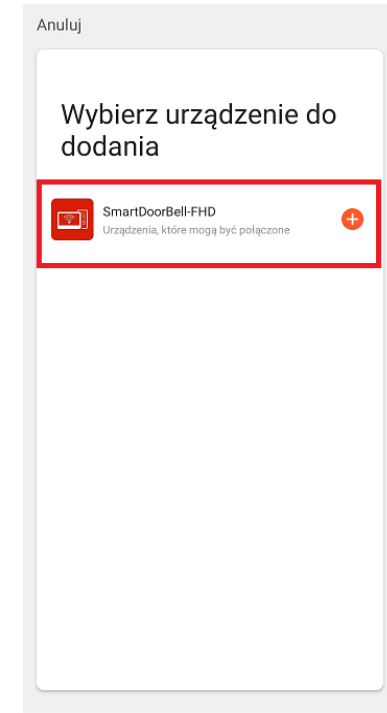 Anuluj
Wybierz urządzenie do
dodania
SmartDoorBell-FHD
Urządzenia, które mogą być połączone